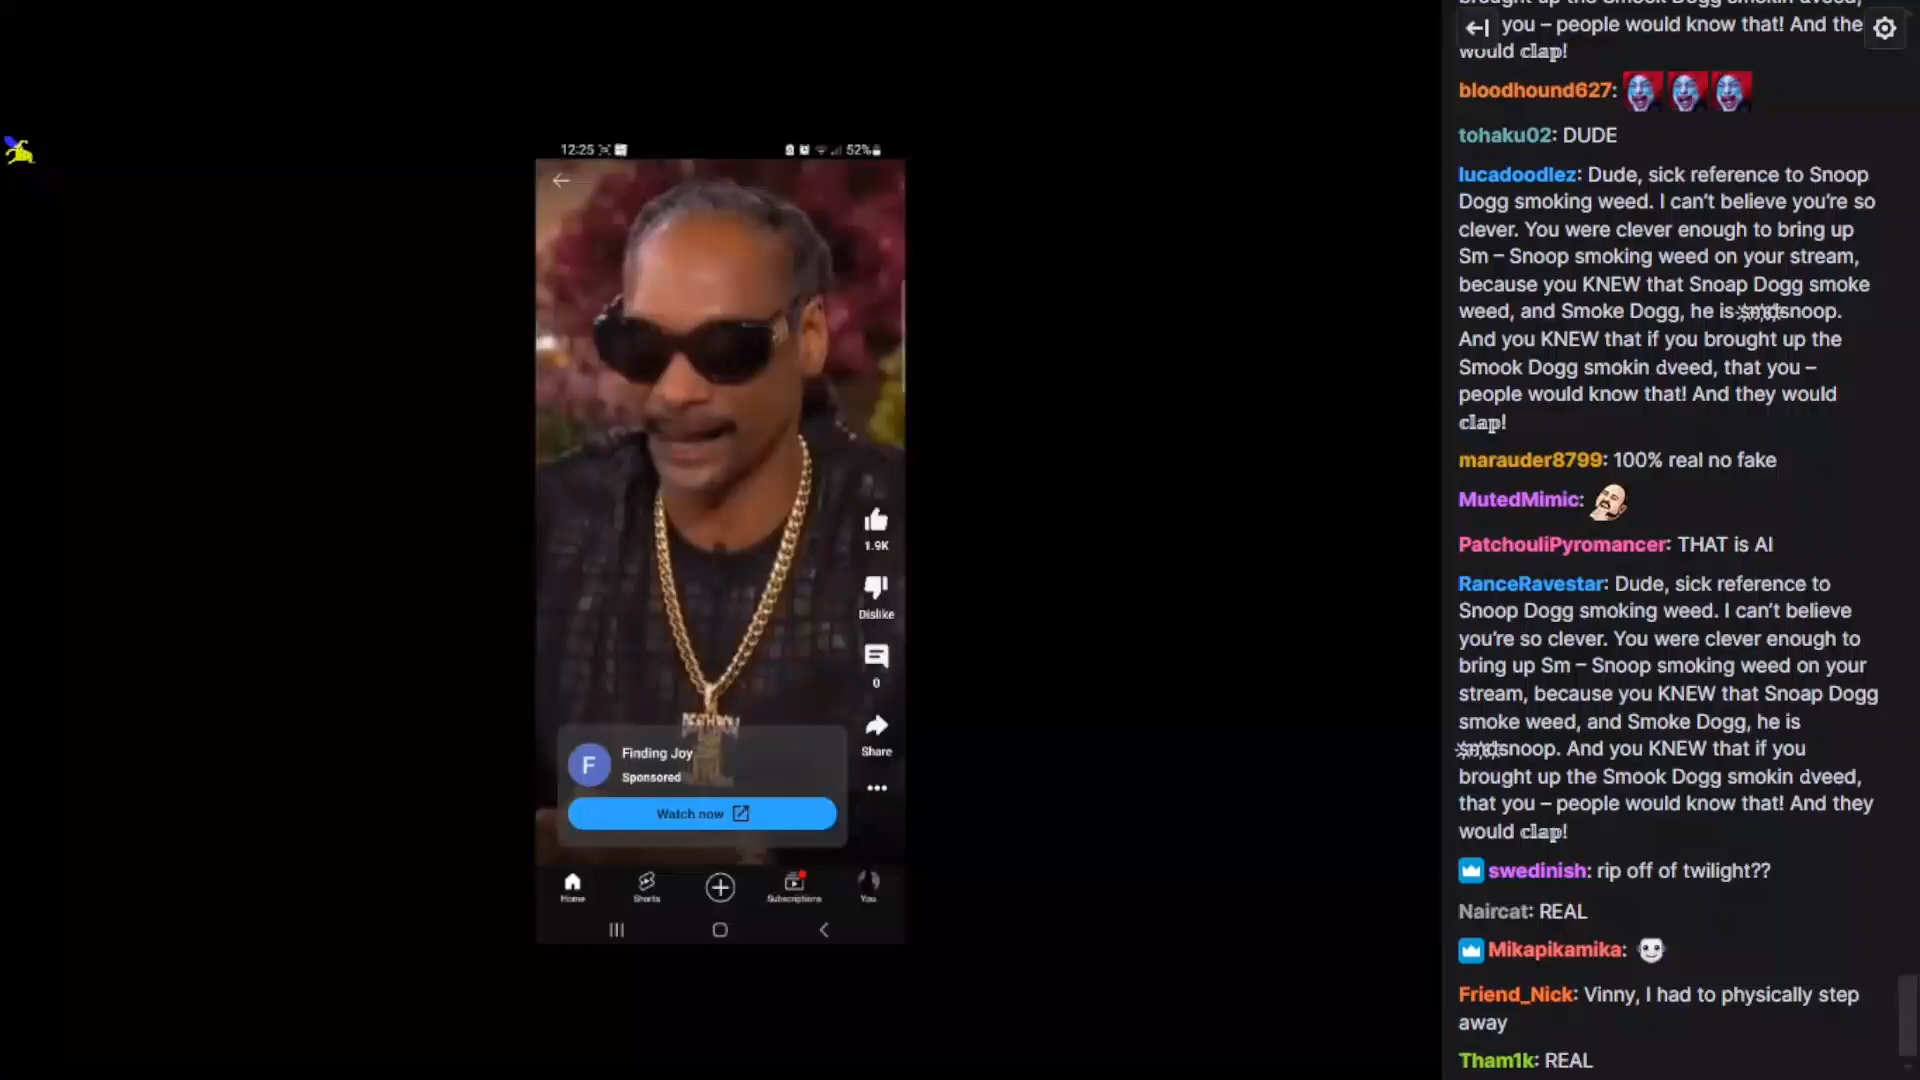 12:25
52%
1.9K
Dislike
0
Share
F
Finding Joy
Sponsored
Watch now
Home
Shorts
Subscriptions
You
you – people would know that! And the
would clap!
bloodhound627:
tohaku02: DUDE
lucadoodlez: Dude, sick reference to Snoop
Dogg smoking weed. I can't believe you're so
clever. You were clever enough to bring up
Sm – Snoop smoking weed on your stream,
because you KNEW that Snoap Dogg smoke
weed, and Smoke Dogg, he is snoop.
And you KNEW that if you brought up the
Smook Dogg smokin dveed, that you –
people would know that! And they would
clap!
marauder8799: 100% real no fake
MutedMimic:
PatchouliPyromancer: THAT is AI
RanceRavestar: Dude, sick reference to
Snoop Dogg smoking weed. I can't believe
you're so clever. You were clever enough to
bring up Sm – Snoop smoking weed on your
stream, because you KNEW that Snoap Dogg
smoke weed, and Smoke Dogg, he is
snoop. And you KNEW that if you
brought up the Smook Dogg smokin dveed,
that you – people would know that! And they
would clap!
swedinish: rip off of twilight??
Naircat: REAL
Mikapikamika:
Friend_Nick: Vinny, I had to physically step
away
Tham1k: REAL